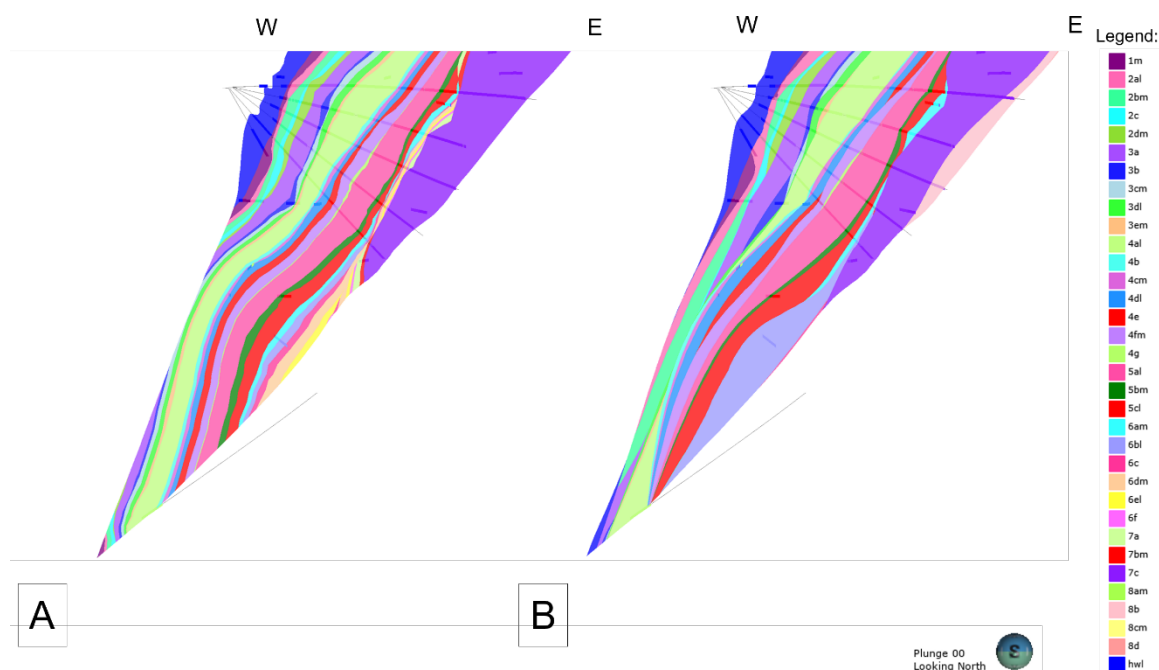 W
E
W
E
Legend:
1m
2al
2bm
2c
2dm
3a
3b
3cm
3dl
3em
4al
4b
4cm
4dl
4e
4fm
4g
5al
5bm
5cl
6am
6bl
6c
6dm
6el
6f
7a
7bm
7c
8am
8b
8cm
8d
hwl
A
B
Plunge 00
Looking North